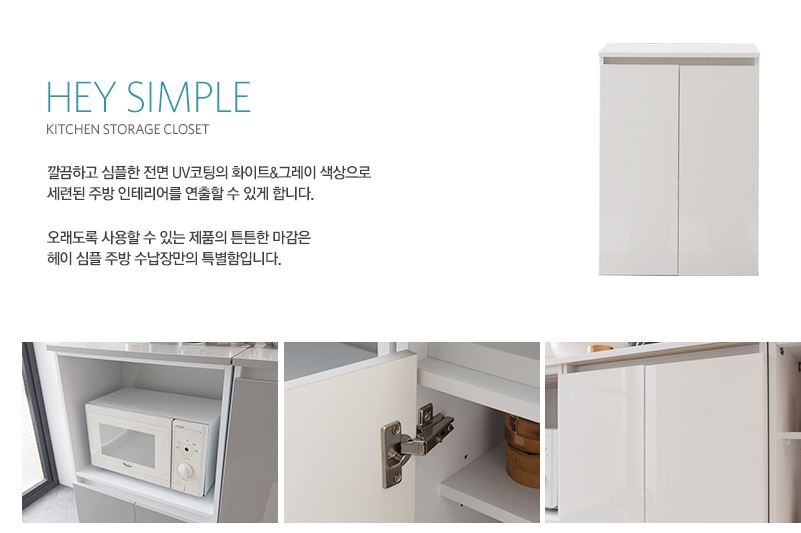 HEY SIMPLE
KITCHEN STORAGE CLOSET
깔끔하고 심플한 전면 UV코팅의 화이트&그레이 색상으로
세련된 주방 인테리어를 연출할 수 있게 합니다.
오래도록 사용할 수 있는 제품의 튼튼한 마감은
헤이 심플 주방 수납장만의 특별함입니다.